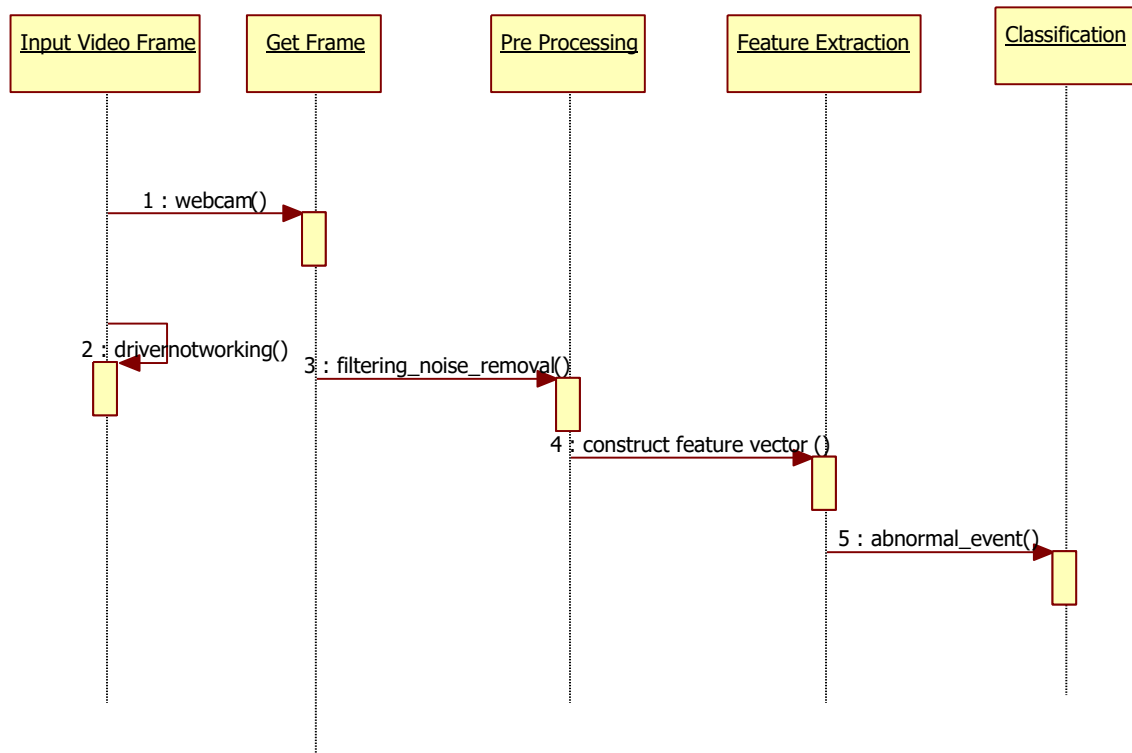 Input Video Frame
Get Frame
Pre Processing
Feature Extraction
Classification
1 : webcam()
2 : drivernotworking()
3 : filtering_noise_removal()
4 : construct feature vector ()
5 : abnormal_event()